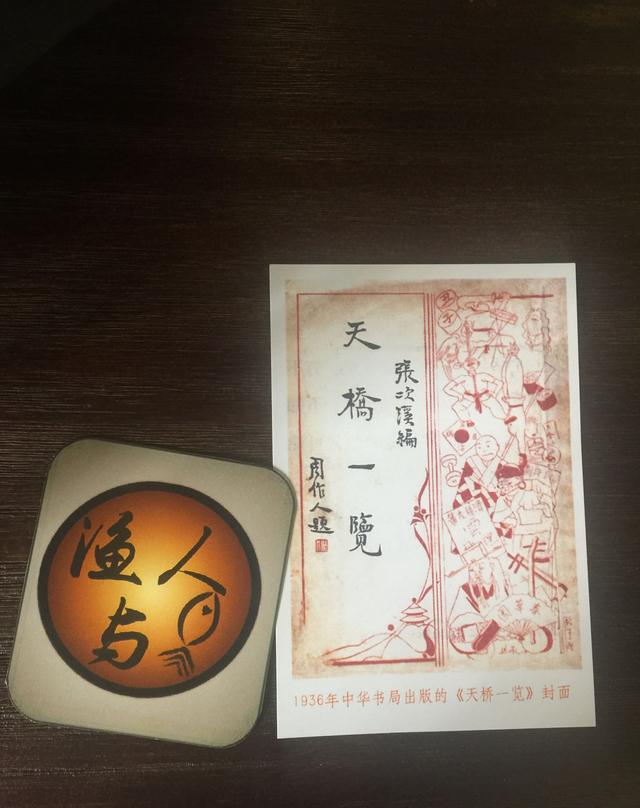 渔人
与
天橋一覽
張次溪編
周作人題
1936年中华书局出版的《天桥一览》封面